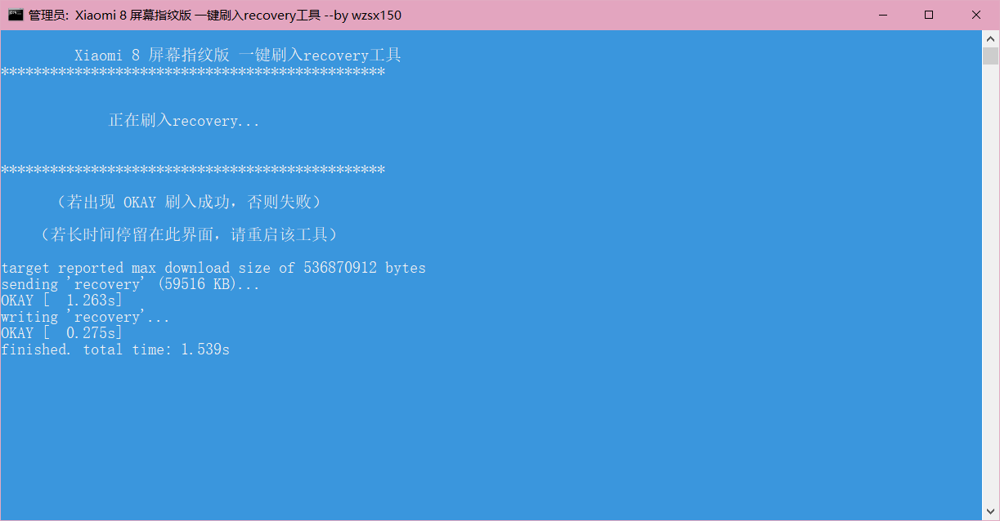 管理员: Xiaomi 8 屏幕指纹版 一键刷入recovery工具 --by wzsx150
Xiaomi 8 屏幕指纹版 一键刷入recovery工具
***********************************************
正在刷入recovery...
***********************************************
（若出现 OKAY 刷入成功，否则失败）
（若长时间停留在此界面，请重启该工具）
target reported max download size of 536870912 bytes
sending 'recovery' (59516 KB)...
OKAY [  1.263s]
writing 'recovery'...
OKAY [  0.275s]
finished. total time: 1.539s